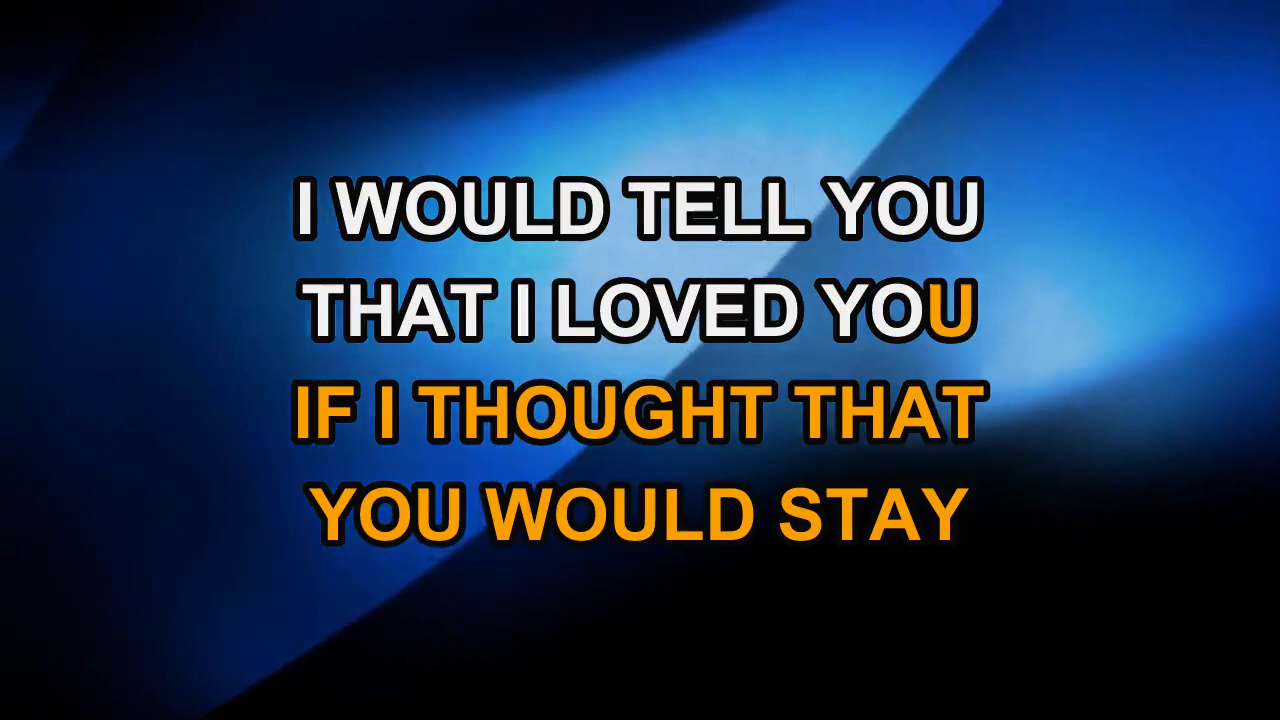 I WOULD TELL YOU
THAT I LOVED YOU
IF I THOUGHT THAT
YOU WOULD STAY